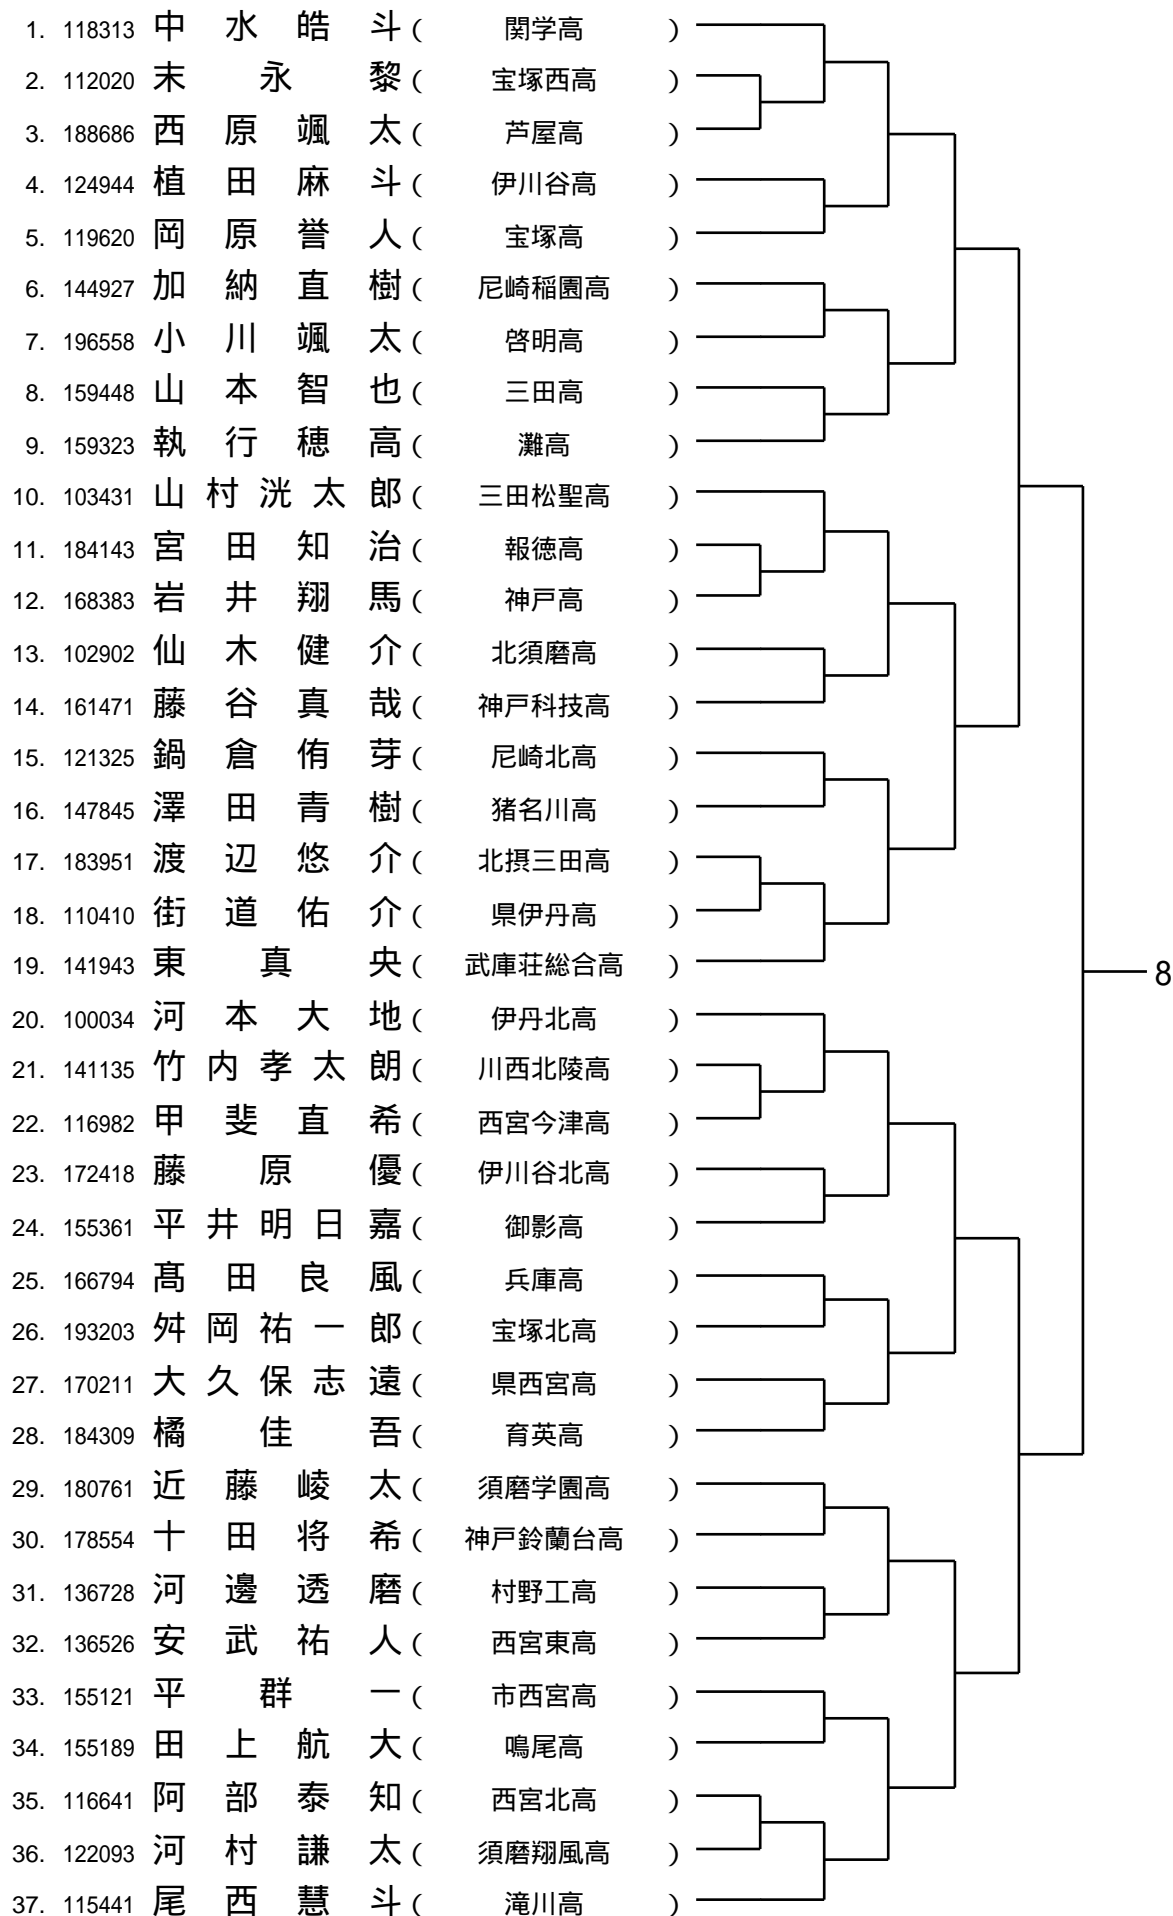 1. 118313 中水皓斗 ( 関学高 )
2. 112020 末永黎 ( 宝塚西高 )
3. 188686 西原颯太 ( 芦屋高 )
4. 124944 植田麻斗 ( 伊川谷高 )
5. 119620 岡原誉人 ( 宝塚高 )
6. 144927 加納直樹 ( 尼崎稲園高 )
7. 196558 小川颯太 ( 啓明高 )
8. 159448 山本智也 ( 三田高 )
9. 159323 執行穂高 ( 灘高 )
10. 103431 山村洸太郎 ( 三田松聖高 )
11. 184143 宮田知治 ( 報徳高 )
12. 168383 岩井翔馬 ( 神戸高 )
13. 102902 仙木健介 ( 北須磨高 )
14. 161471 藤谷真哉 ( 神戸科技高 )
15. 121325 鍋倉侑芽 ( 尼崎北高 )
16. 147845 澤田青樹 ( 猪名川高 )
17. 183951 渡辺悠介 ( 北摂三田高 )
18. 110410 街道佑介 ( 県伊丹高 )
19. 141943 東真央 ( 武庫荘総合高 )
8
20. 100034 河本大地 ( 伊丹北高 )
21. 141135 竹内孝太朗 ( 川西北陵高 )
22. 116982 甲斐直希 ( 西宮今津高 )
23. 172418 藤原優 ( 伊川谷北高 )
24. 155361 平井明日嘉 ( 御影高 )
25. 166794 髙田良風 ( 兵庫高 )
26. 193203 舛岡祐一郎 ( 宝塚北高 )
27. 170211 大久保志遠 ( 県西宮高 )
28. 184309 橘佳吾 ( 育英高 )
29. 180761 近藤崚太 ( 須磨学園高 )
30. 178554 十田将希 ( 神戸鈴蘭台高 )
31. 136728 河邊透磨 ( 村野工高 )
32. 136526 安武祐人 ( 西宮東高 )
33. 155121 平群一 ( 市西宮高 )
34. 155189 田上航大 ( 鳴尾高 )
35. 116641 阿部泰知 ( 西宮北高 )
36. 122093 河村謙太 ( 須磨翔風高 )
37. 115441 尾西慧斗 ( 滝川高 )